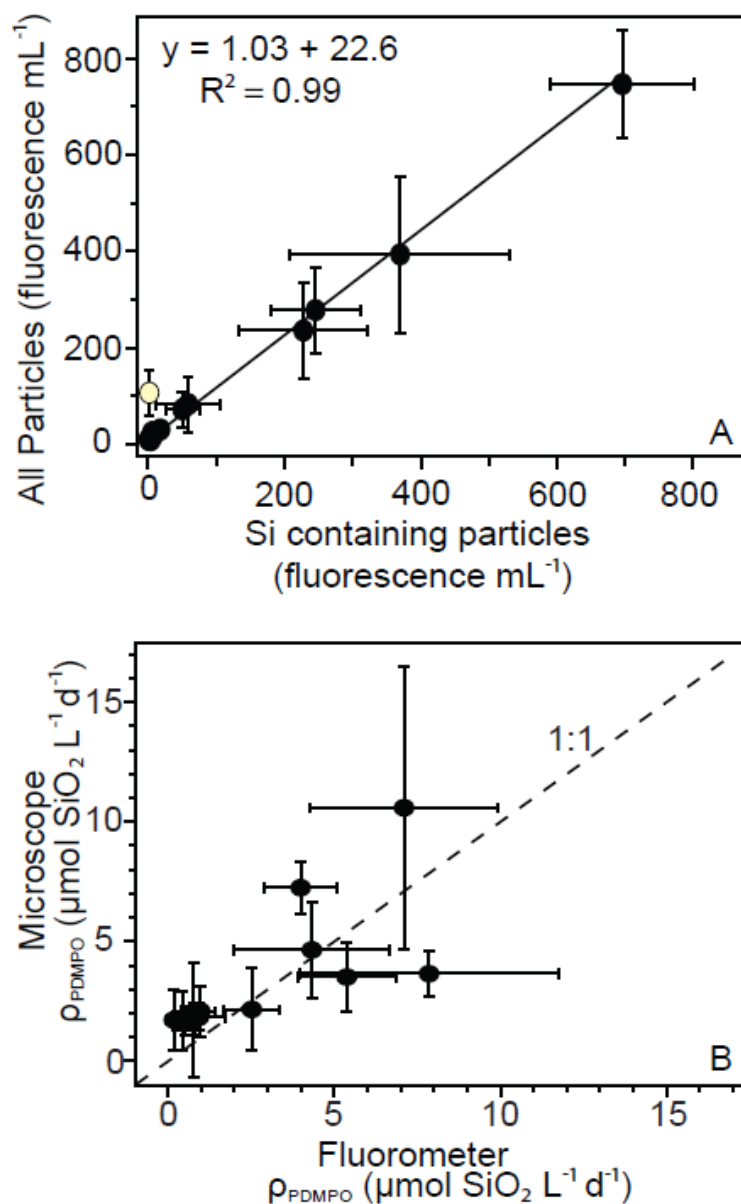 y = 1.03 + 22.6
R² = 0.99
All Particles (fluorescence mL⁻¹)
800
600
400
200
0
A
0 200 400 600 800
Si containing particles
(fluorescence mL⁻¹)
Microscope
ρPDMPO (µmol SiO₂ L⁻¹ d⁻¹)
15
10
5
0
1:1
B
0 5 10 15
Fluorometer
ρPDMPO (µmol SiO₂ L⁻¹ d⁻¹)